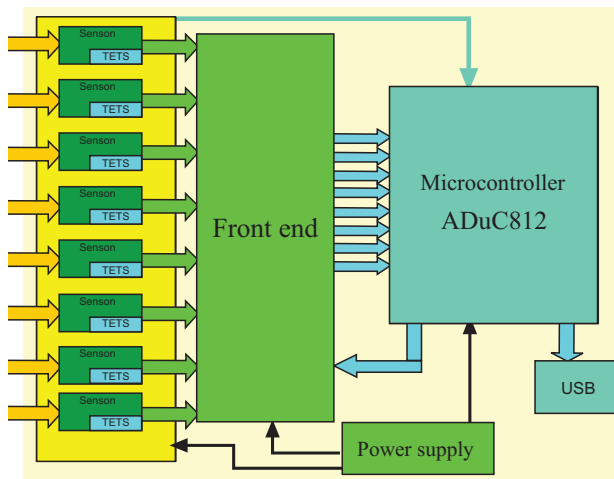 Senson
TETS
Senson
TETS
Senson
TETS
Senson
TETS
Senson
TETS
Senson
TETS
Senson
TETS
Senson
TETS
Front end
Microcontroller
ADuC812
USB
Power supply